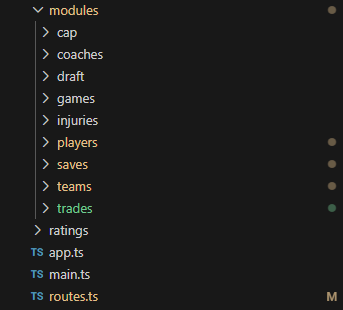 modules
cap
coaches
draft
games
injuries
players
saves
teams
trades
ratings
TS app.ts
TS main.ts
TS routes.ts M